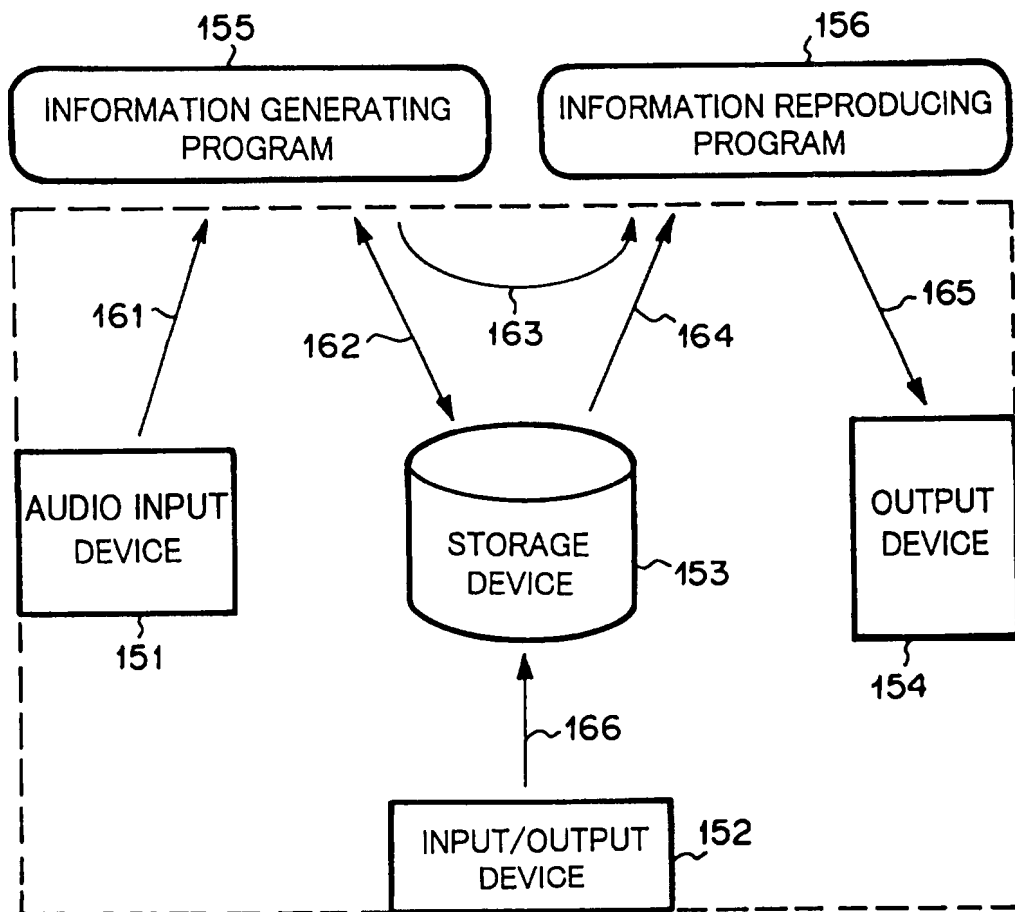 155
156
INFORMATION GENERATING
PROGRAM
INFORMATION REPRODUCING
PROGRAM
161
162
163
164
165
AUDIO INPUT
DEVICE
151
STORAGE
DEVICE
153
OUTPUT
DEVICE
154
166
INPUT/OUTPUT
DEVICE
152